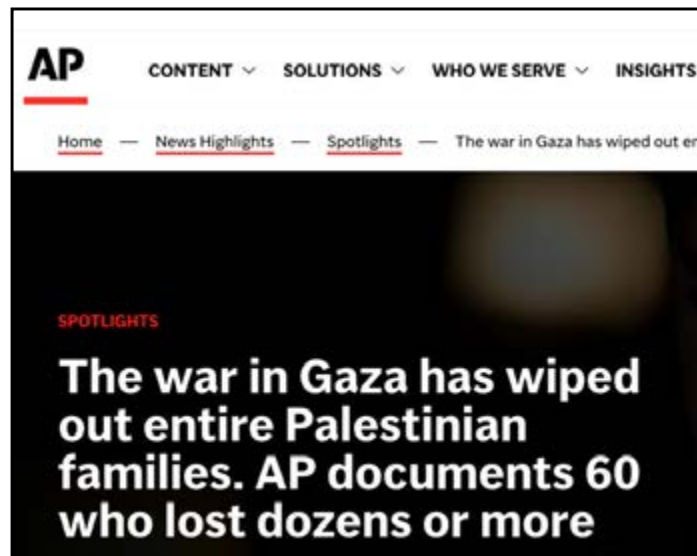 AP CONTENT SOLUTIONS WHO WE SERVE INSIGHTS
Home — News Highlights — Spotlights — The war in Gaza has wiped out
SPOTLIGHTS
The war in Gaza has wiped
out entire Palestinian
families. AP documents 60
who lost dozens or more